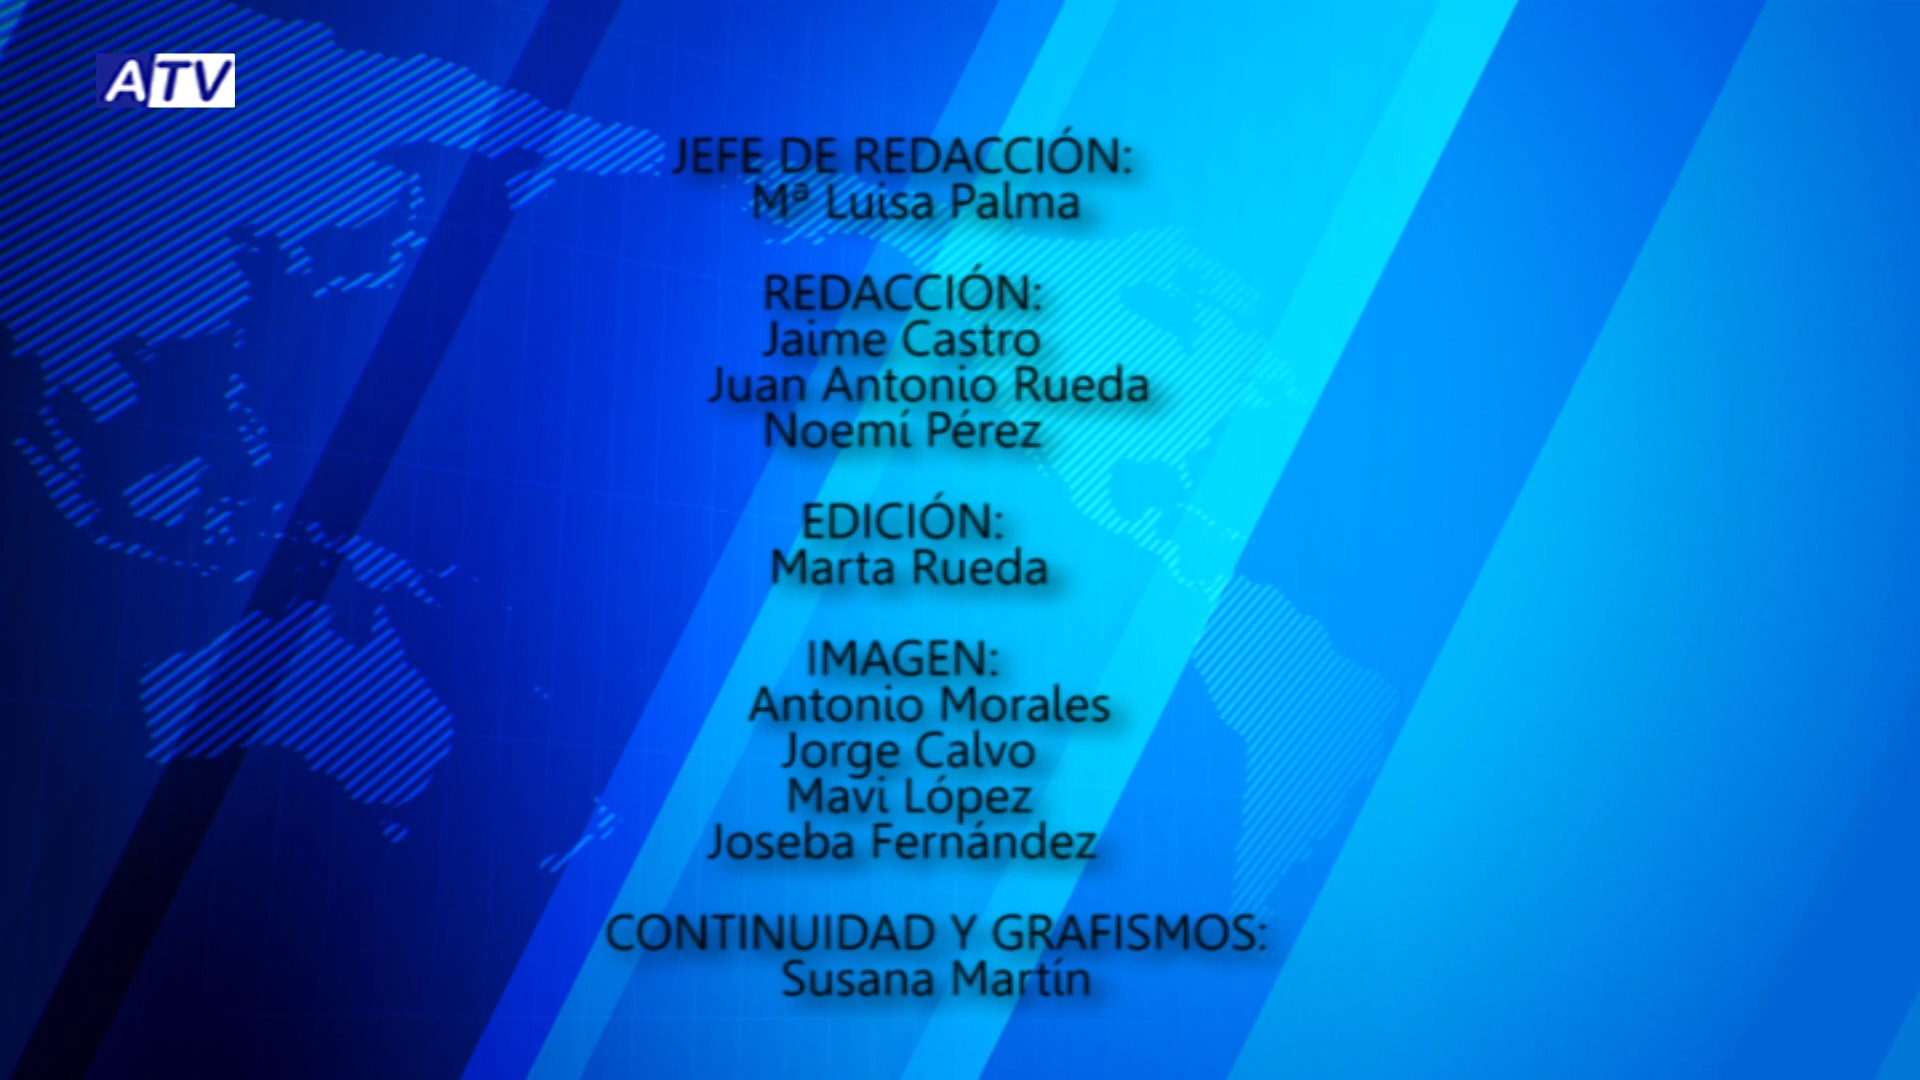 ATV
JEFE DE REDACCIÓN:
Mª Luisa Palma
REDACCIÓN:
Jaime Castro
Juan Antonio Rueda
Noemí Pérez
EDICIÓN:
Marta Rueda
IMAGEN:
Antonio Morales
Jorge Calvo
Mavi López
Joseba Fernández
CONTINUIDAD Y GRAFISMOS:
Susana Martín